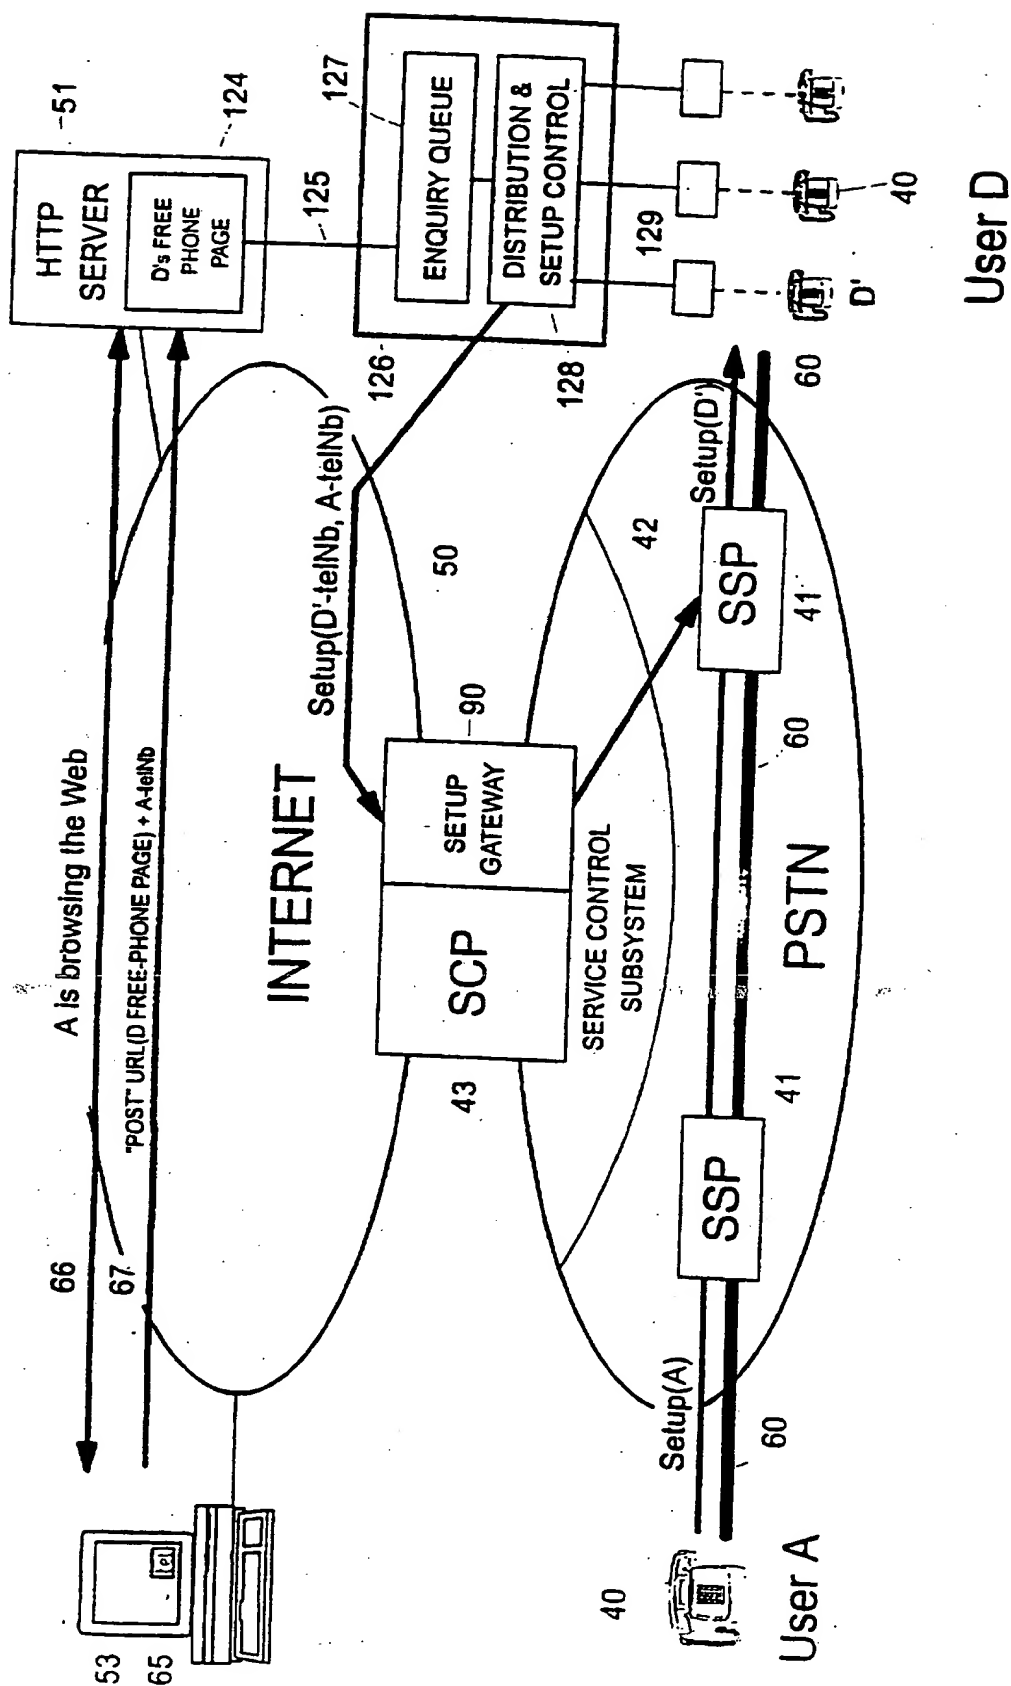 53
65
tel
66
67
A is browsing the Web
"POST" URL(D FREE-PHONE PAGE) + A-telNb
HTTP
SERVER
51
D's FREE
PHONE
PAGE
124
125
INTERNET
50
Setup(D'-telNb, A-telNb)
126
127
ENQUIRY QUEUE
DISTRIBUTION &
SETUP CONTROL
128
129
43
SCP
SETUP
GATEWAY
90
SERVICE CONTROL
SUBSYSTEM
42
40
User A
Setup(A)
60
SSP
41
PSTN
60
SSP
41
Setup(D')
60
D'
40
User D